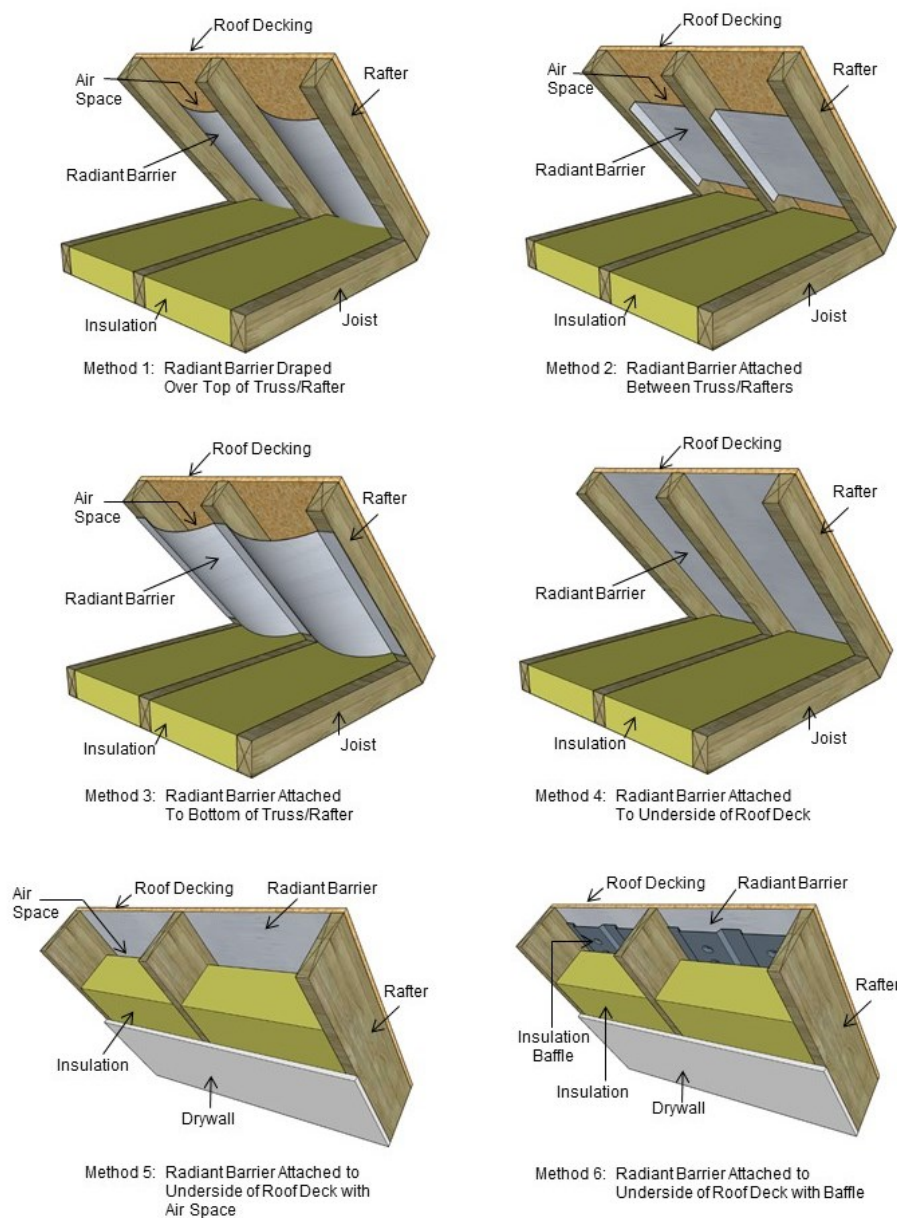 Roof Decking
Air
Space
Rafter
Radiant Barrier
Insulation
Joist
Method 1: Radiant Barrier Draped
Over Top of Truss/Rafter
Roof Decking
Air
Space
Rafter
Radiant Barrier
Insulation
Joist
Method 2: Radiant Barrier Attached
Between Truss/Rafters
Roof Decking
Air
Space
Rafter
Radiant Barrier
Insulation
Joist
Method 3: Radiant Barrier Attached
To Bottom of Truss/Rafter
Roof Decking
Rafter
Radiant Barrier
Insulation
Joist
Method 4: Radiant Barrier Attached
To Underside of Roof Deck
Air
Space
Roof Decking
Radiant Barrier
Rafter
Insulation
Drywall
Method 5: Radiant Barrier Attached to
Underside of Roof Deck with
Air Space
Roof Decking
Radiant Barrier
Rafter
Insulation
Baffle
Insulation
Drywall
Method 6: Radiant Barrier Attached to
Underside of Roof Deck with Baffle